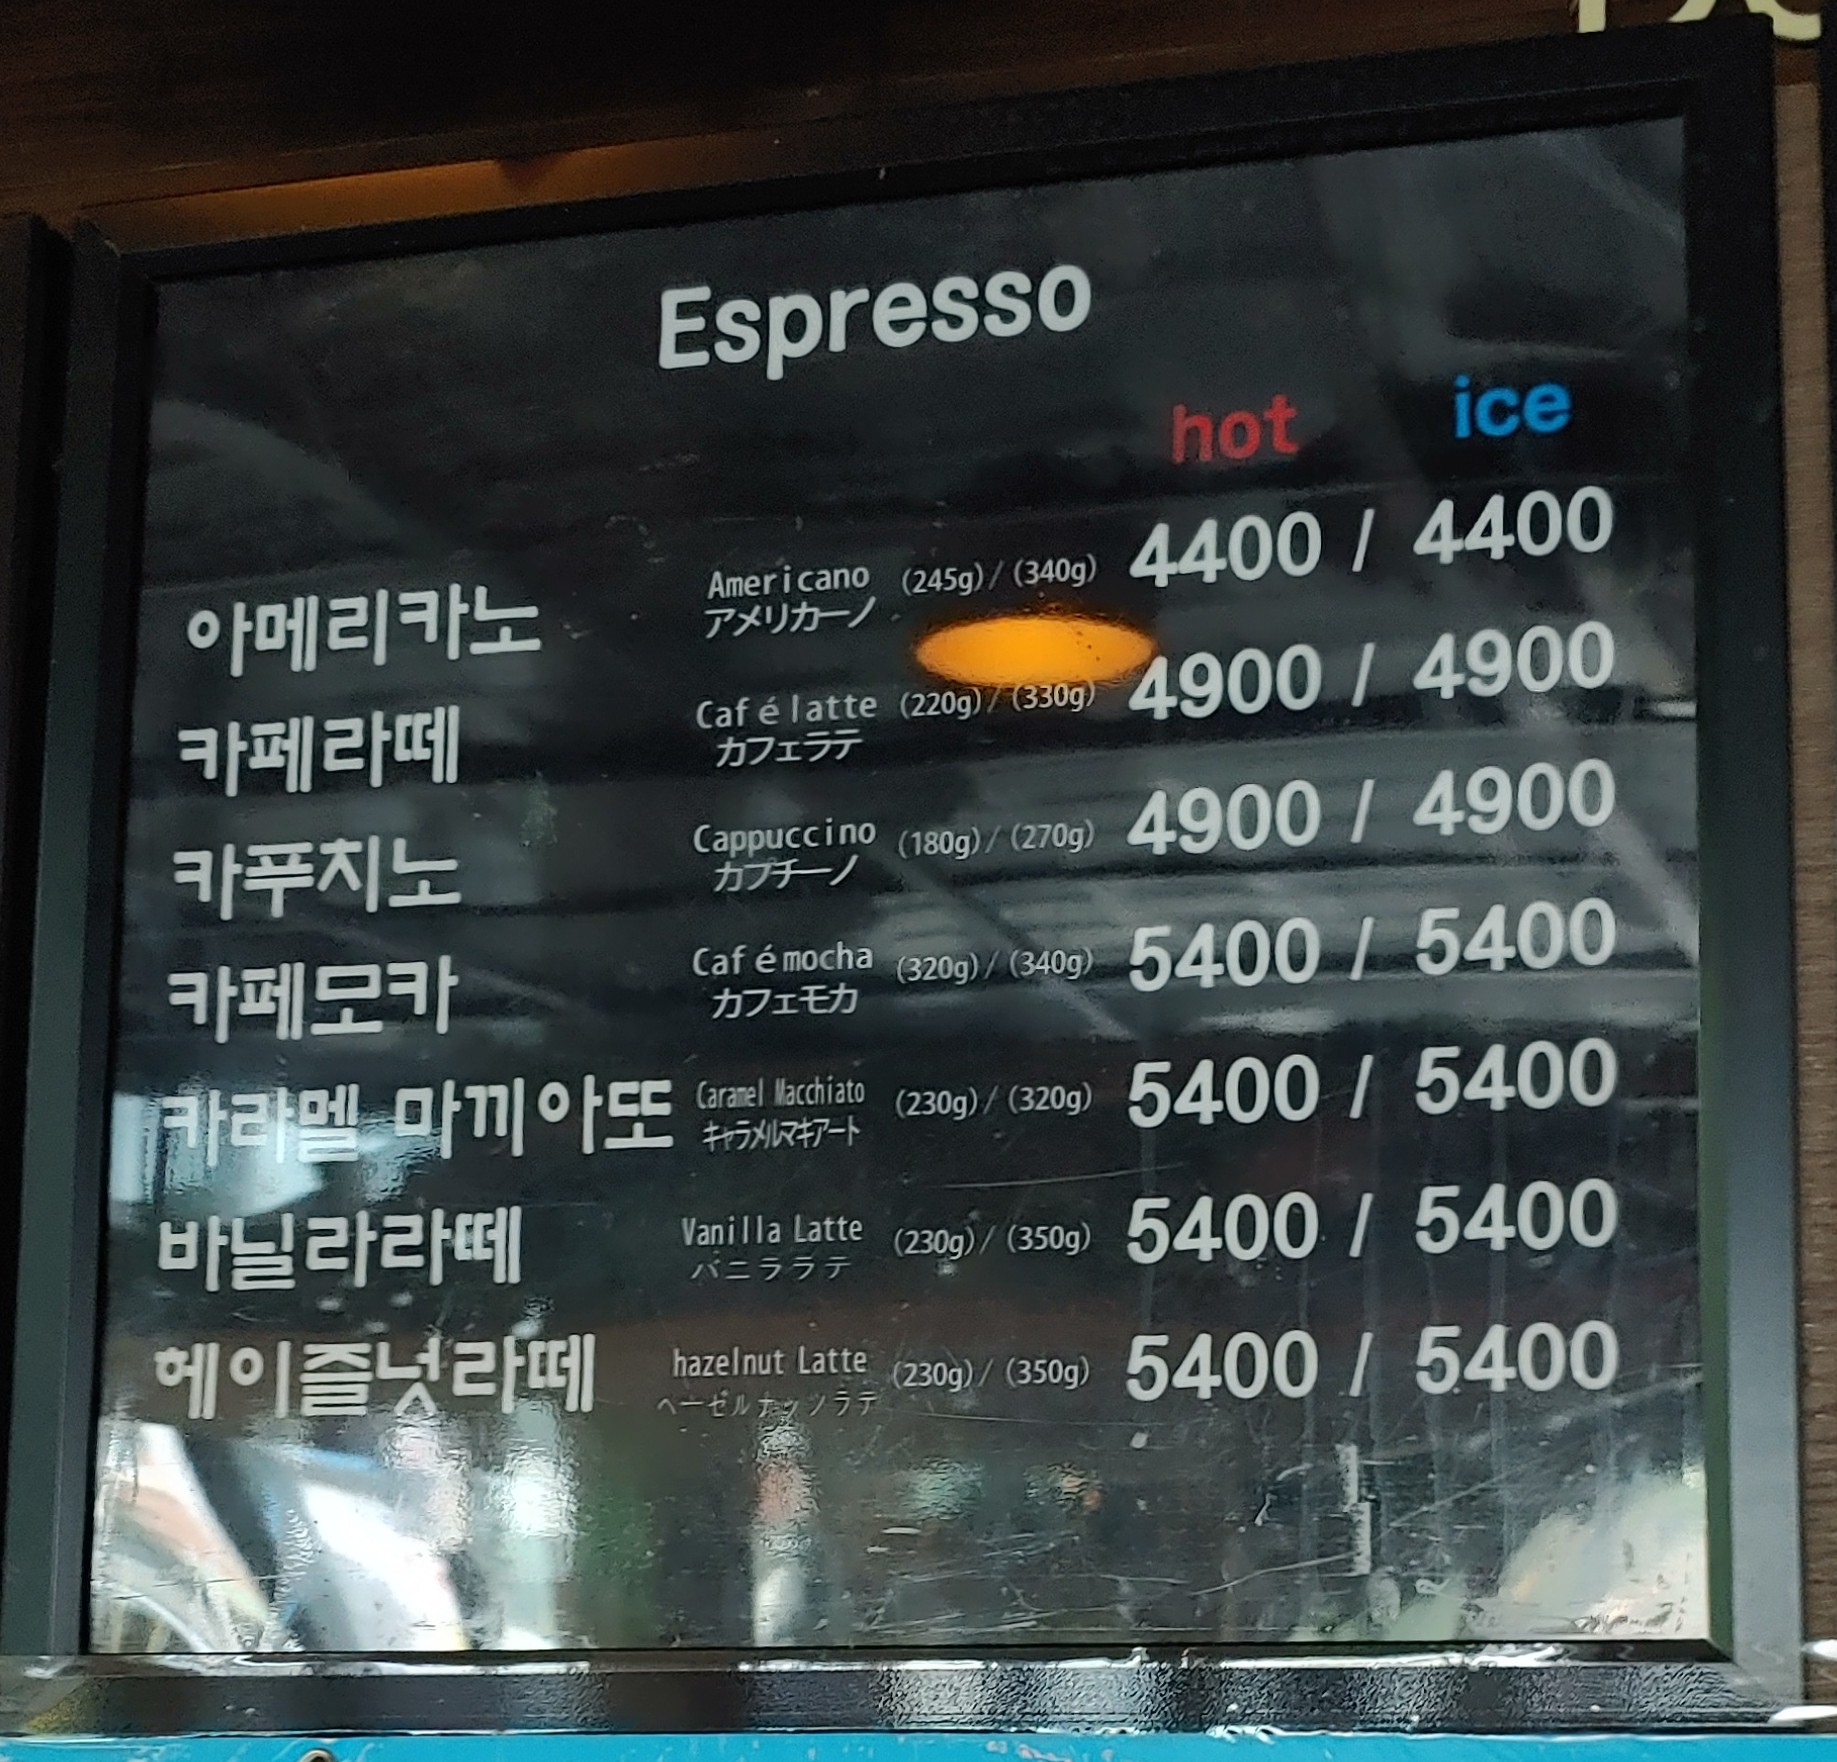 Espresso
hot ice
아메리카노 Americano (245g)/(340g) 4400 / 4400
アメリカーノ
카페라떼 Café latte (220g)/(330g) 4900 / 4900
カフェラテ
카푸치노 Cappuccino (180g)/(270g) 4900 / 4900
カプチーノ
카페모카 Café mocha (320g)/(340g) 5400 / 5400
カフェモカ
카라멜 마끼아또 Caramel Macchiato (230g)/(320g) 5400 / 5400
キャラメルマキアート
바닐라라떼 Vanilla Latte (230g)/(350g) 5400 / 5400
バニララテ
헤이즐넛라떼 hazelnut Latte (230g)/(350g) 5400 / 5400
ヘーゼルナッツラテ